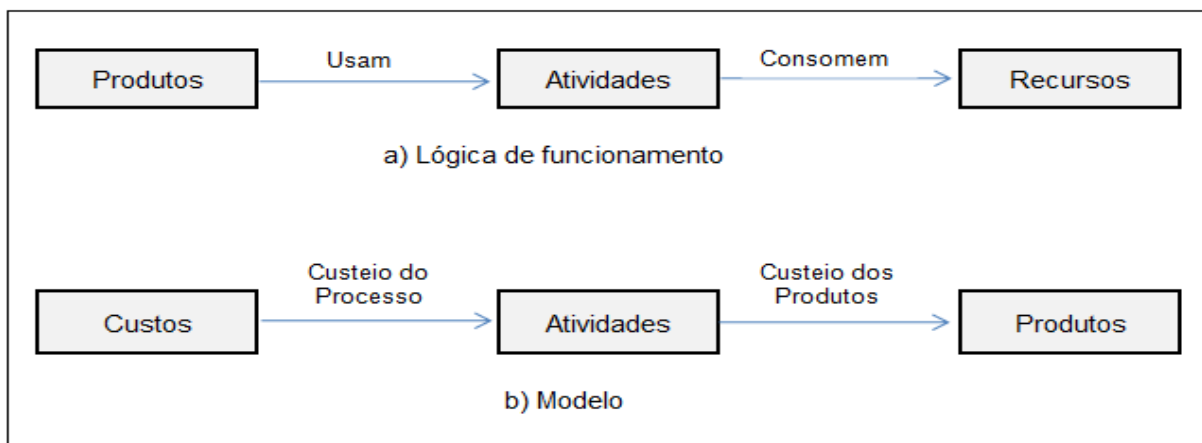 Usam
Consomem
Produtos
Atividades
Recursos
a) Lógica de funcionamento
Custeio do
Processo
Custeio dos
Produtos
Custos
Atividades
Produtos
b) Modelo